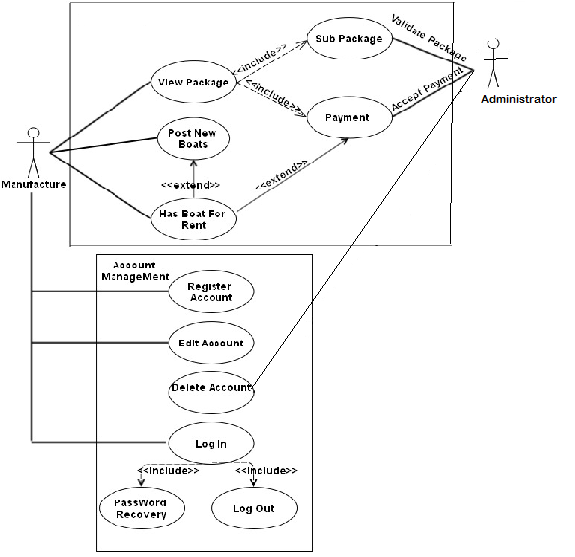 Sub Package
Validate Package
<<include>>
View Package
<<include>>
Accept Payment
Administrator
Payment
Post New
Boats
Manufacture
<<extend>>
<<extend>>
Has Boat For
Rent
Account
ManageMent
Register
Account
Edit Account
Delete Account
Log In
<<include>>
<<include>>
PassWord
Recovery
Log Out